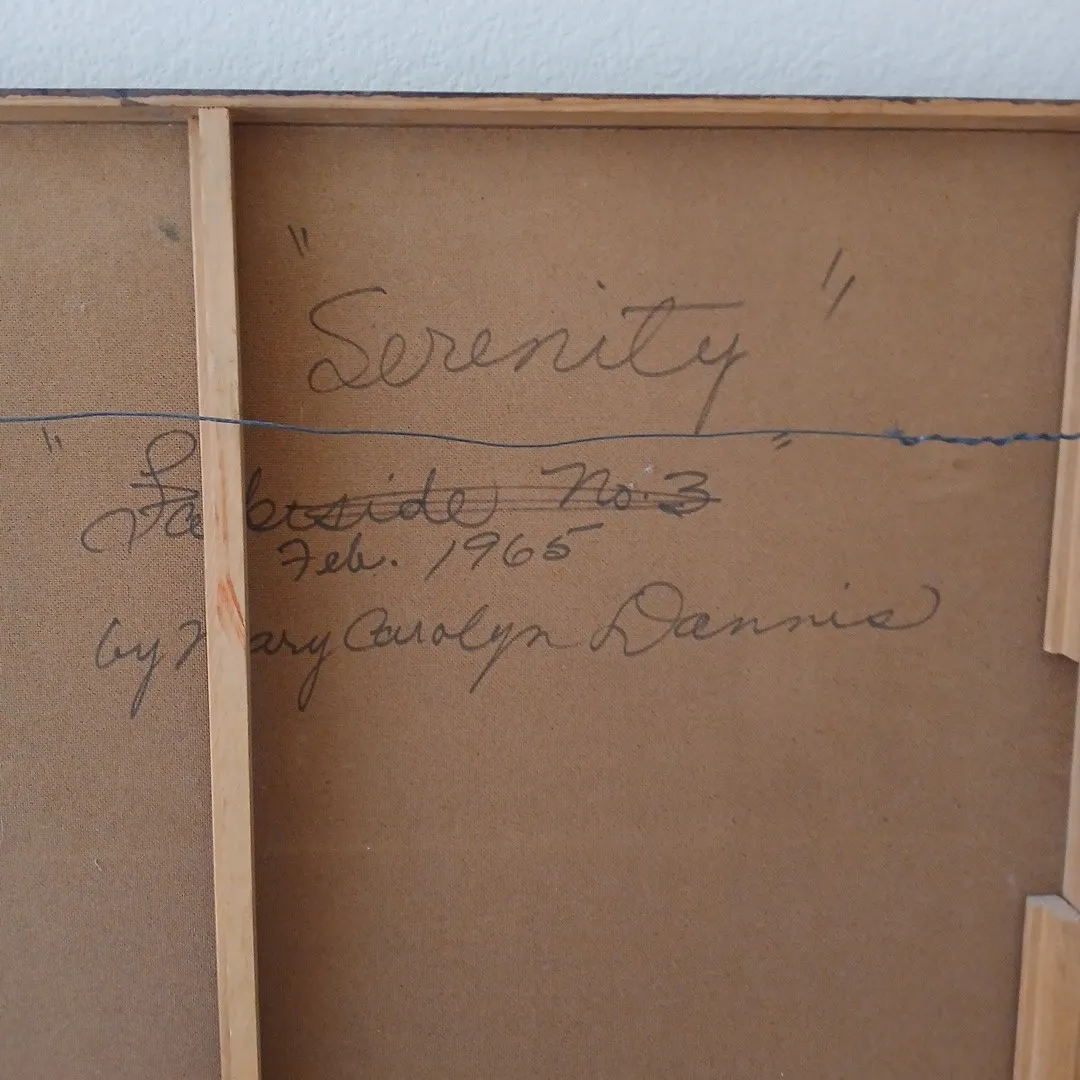 "Serenity"
"Lakeside No. 3"
Feb. 1965
by Mary Carolyn Dannis